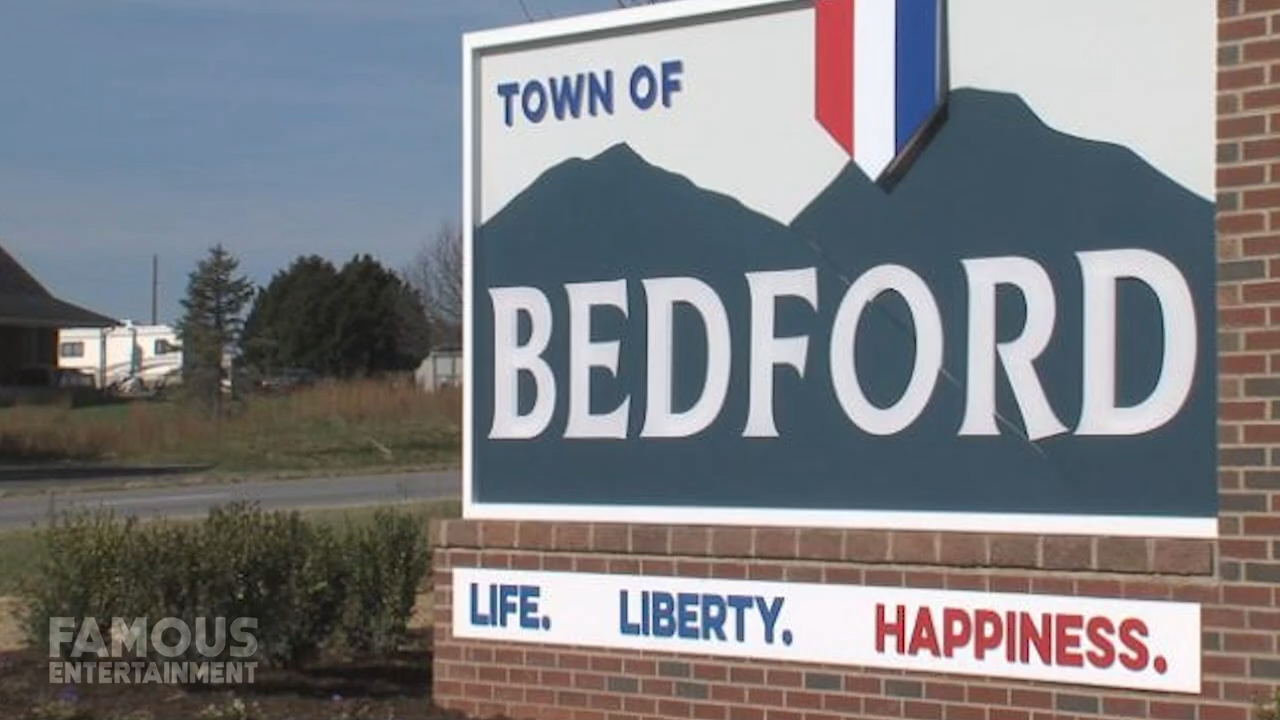 TOWN OF
BEDFORD
LIFE. LIBERTY. HAPPINESS.
FAMOUS
ENTERTAINMENT